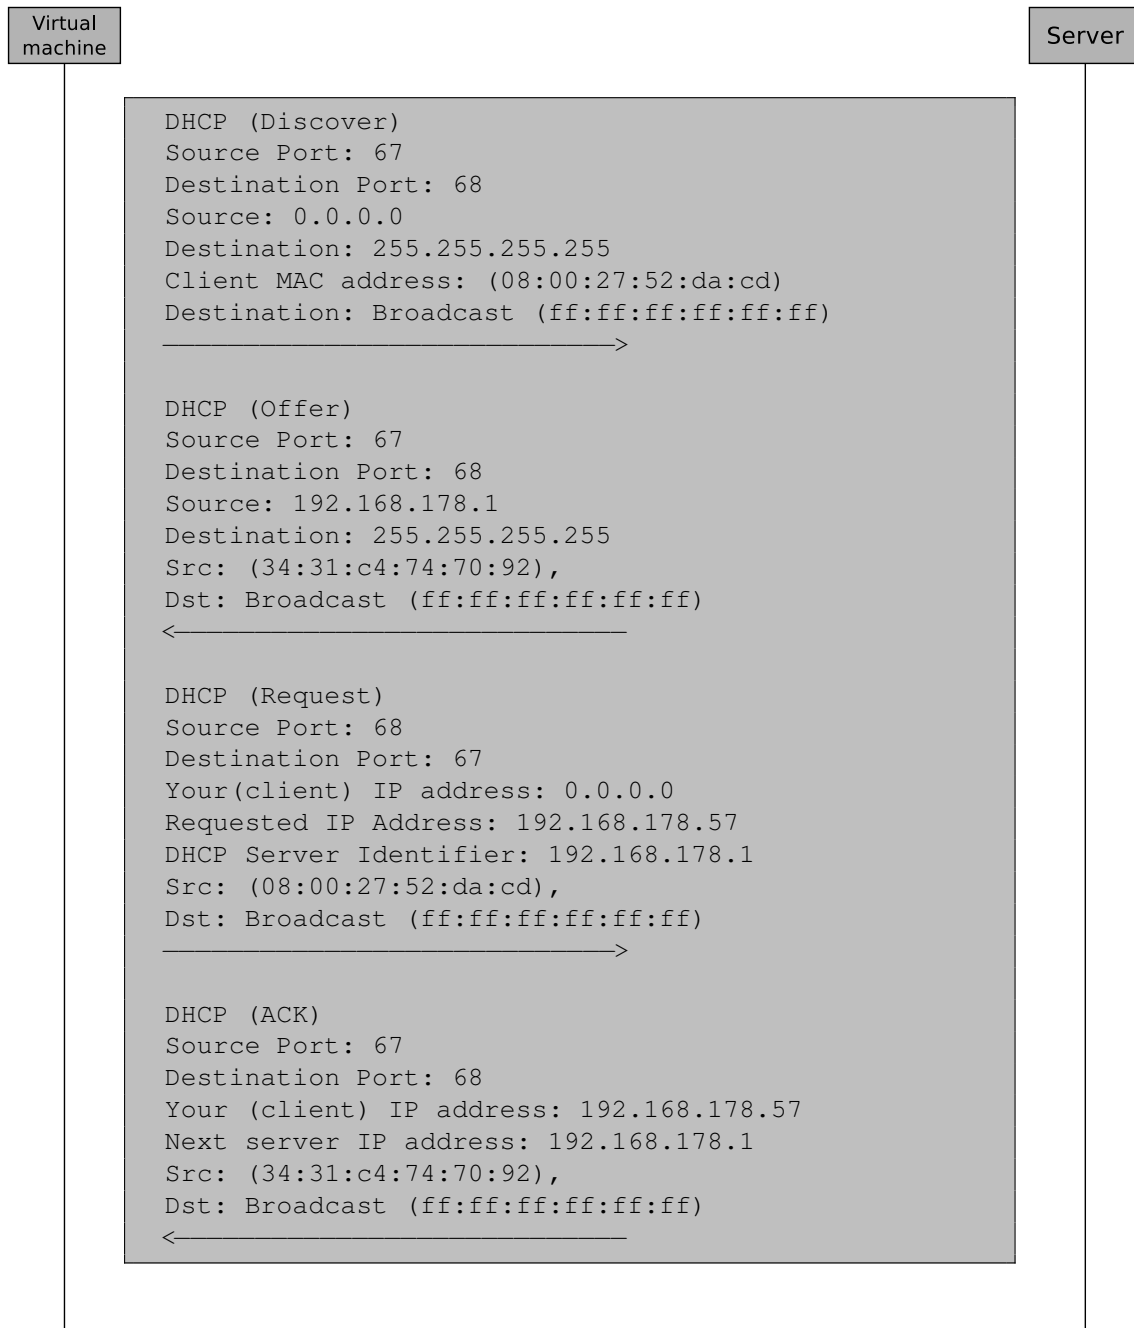 Virtual
machine
Server
DHCP (Discover)
Source Port: 67
Destination Port: 68
Source: 0.0.0.0
Destination: 255.255.255.255
Client MAC address: (08:00:27:52:da:cd)
Destination: Broadcast (ff:ff:ff:ff:ff:ff)
————————————————————————————>
DHCP (Offer)
Source Port: 67
Destination Port: 68
Source: 192.168.178.1
Destination: 255.255.255.255
Src: (34:31:c4:74:70:92),
Dst: Broadcast (ff:ff:ff:ff:ff:ff)
<————————————————————————————
DHCP (Request)
Source Port: 68
Destination Port: 67
Your(client) IP address: 0.0.0.0
Requested IP Address: 192.168.178.57
DHCP Server Identifier: 192.168.178.1
Src: (08:00:27:52:da:cd),
Dst: Broadcast (ff:ff:ff:ff:ff:ff)
————————————————————————————>
DHCP (ACK)
Source Port: 67
Destination Port: 68
Your (client) IP address: 192.168.178.57
Next server IP address: 192.168.178.1
Src: (34:31:c4:74:70:92),
Dst: Broadcast (ff:ff:ff:ff:ff:ff)
<————————————————————————————